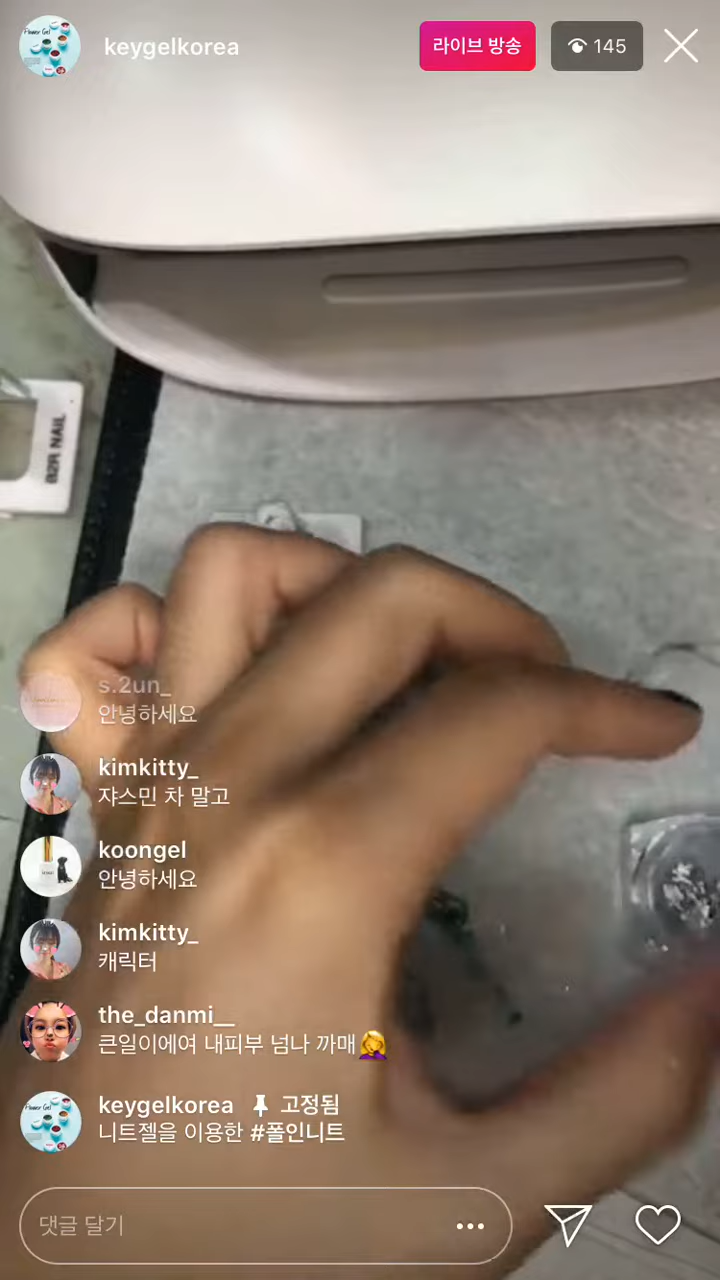 keygelkorea
라이브 방송
145
B2R NAIL
s.2un_
안녕하세요
kimkitty_
쟈스민 차 말고
koongel
안녕하세요
kimkitty_
캐릭터
the_danmi__
큰일이에여 내피부 넘나 까매🤦‍♀️
keygelkorea 고정됨
니트젤을 이용한 #폴인니트
댓글 달기